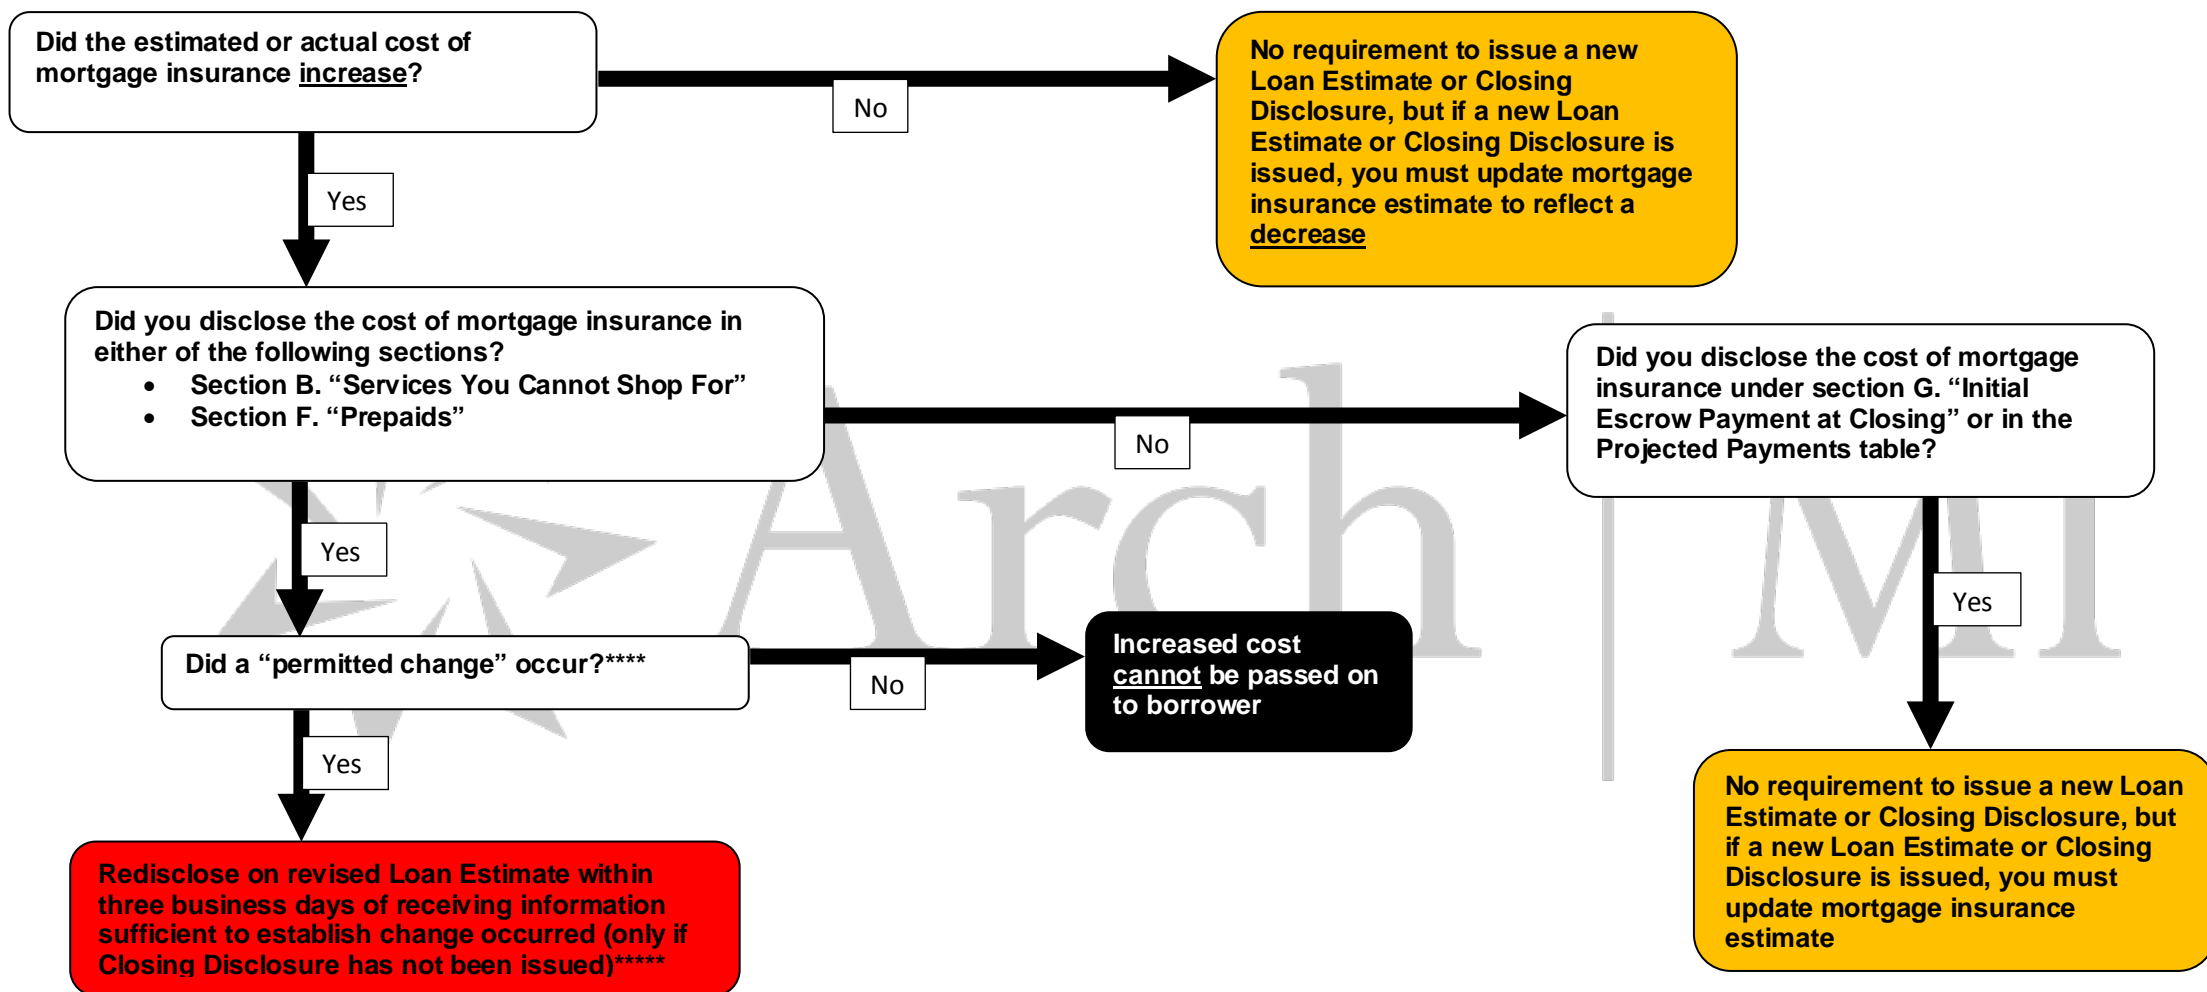 Did the estimated or actual cost of
mortgage insurance increase?
No
No requirement to issue a new
Loan Estimate or Closing
Disclosure, but if a new Loan
Estimate or Closing Disclosure is
issued, you must update mortgage
insurance estimate to reflect a
decrease
Yes
Did you disclose the cost of mortgage insurance in
either of the following sections?
• Section B. “Services You Cannot Shop For”
• Section F. “Prepaids”
No
Did you disclose the cost of mortgage
insurance under section G. “Initial
Escrow Payment at Closing” or in the
Projected Payments table?
Yes
Yes
Arch | MI
Did a “permitted change” occur?****
No
Increased cost
cannot be passed on
to borrower
Yes
Redisclose on revised Loan Estimate within
three business days of receiving information
sufficient to establish change occurred (only if
Closing Disclosure has not been issued)*****
No requirement to issue a new Loan
Estimate or Closing Disclosure, but
if a new Loan Estimate or Closing
Disclosure is issued, you must
update mortgage insurance
estimate